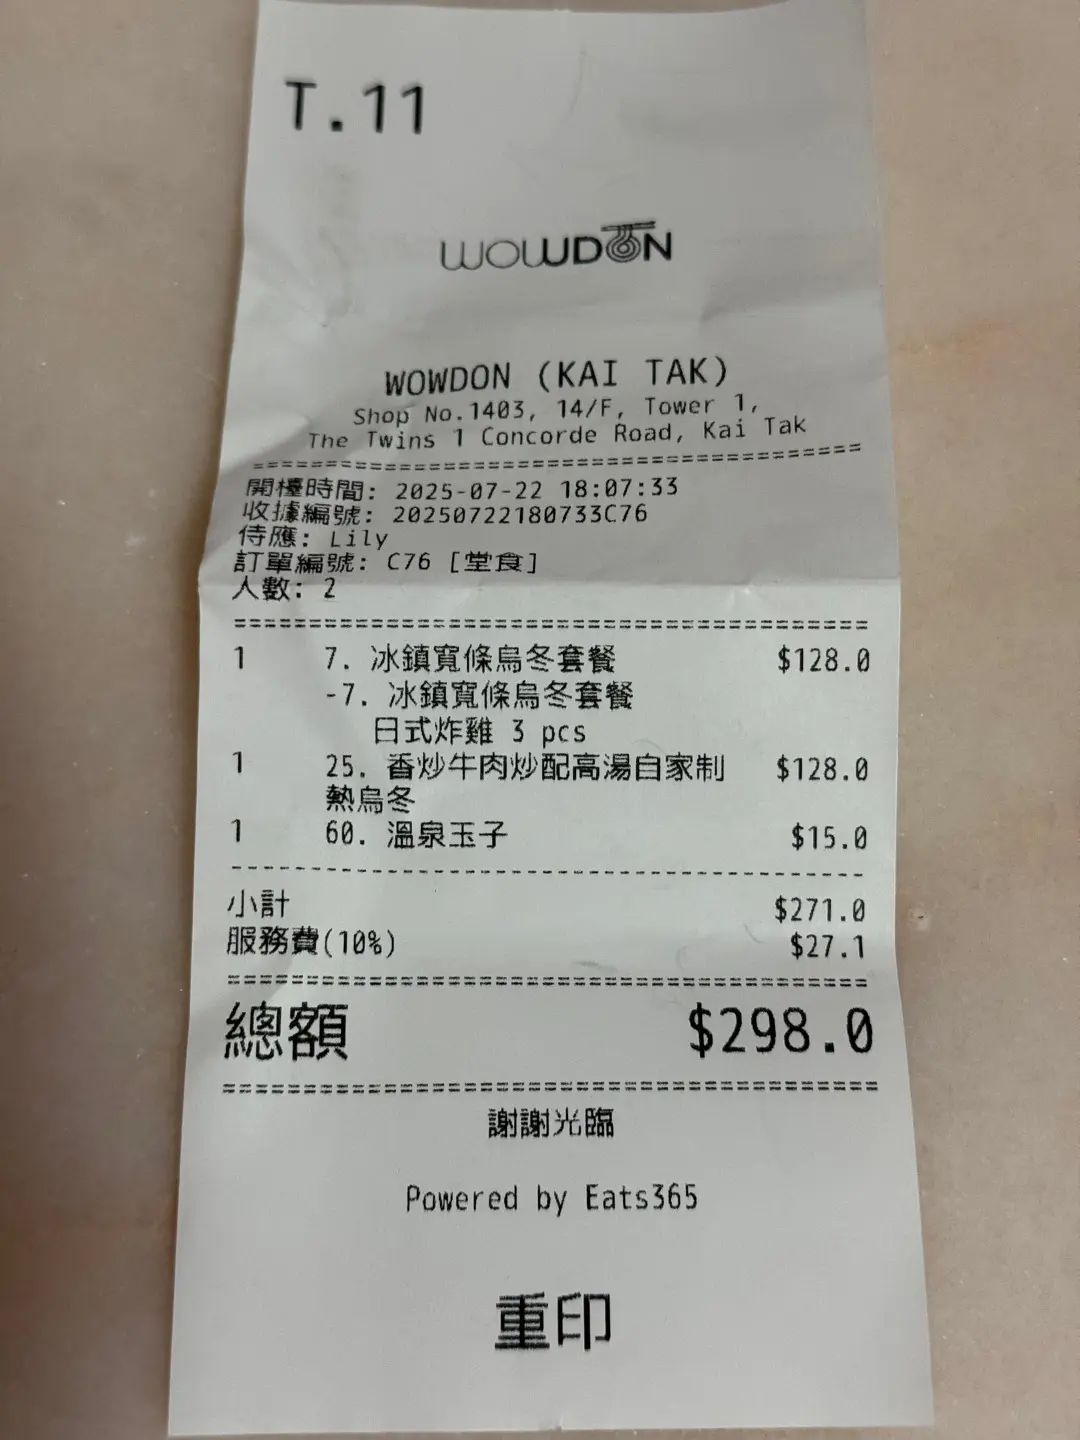 T.11
WOWDON
WOWDON (KAI TAK)
Shop No.1403, 14/F, Tower 1,
The Twins 1 Concorde Road, Kai Tak
========================================
開檯時間: 2025-07-22 18:07:33
收據編號: 20250722180733C76
侍應: Lily
訂單編號: C76 [堂食]
人數: 2
========================================
1 7. 冰鎮寬條烏冬套餐 $128.0
-7. 冰鎮寬條烏冬套餐
日式炸雞 3 pcs
1 25. 香炒牛肉炒配高湯自家制 $128.0
熱烏冬
1 60. 溫泉玉子 $15.0
----------------------------------------
小計 $271.0
服務費(10%) $27.1
========================================
總額 $298.0
========================================
謝謝光臨
Powered by Eats365
重印